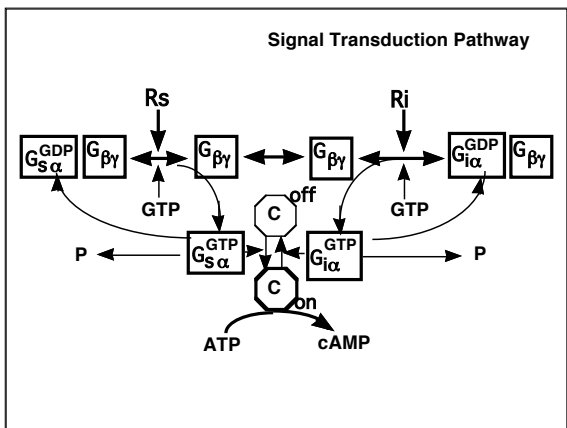 Signal Transduction Pathway
Rs Ri
GsαGDP Gβγ Gβγ Gβγ GiαGDP Gβγ
GTP GTP
C off
P GsαGTP GiαGTP P
C on
ATP cAMP